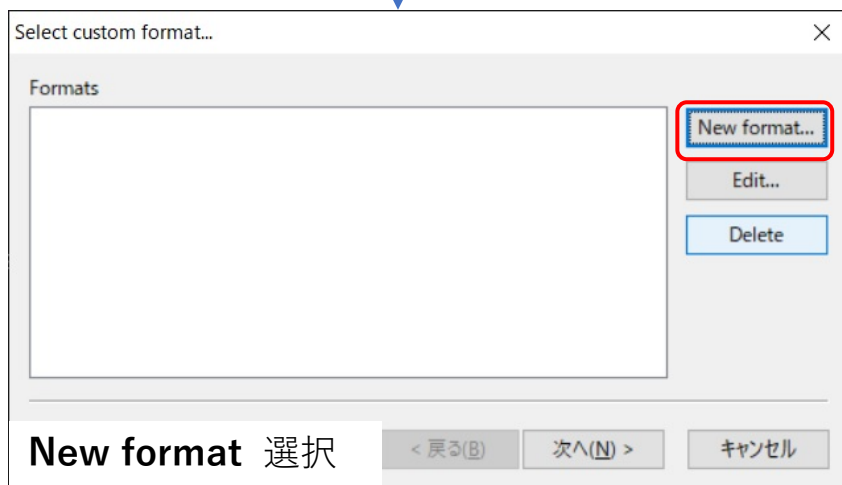 Select custom format...
Formats
New format...
Edit...
Delete
New format 選択
< 戻る(B)
次へ(N) >
キャンセル